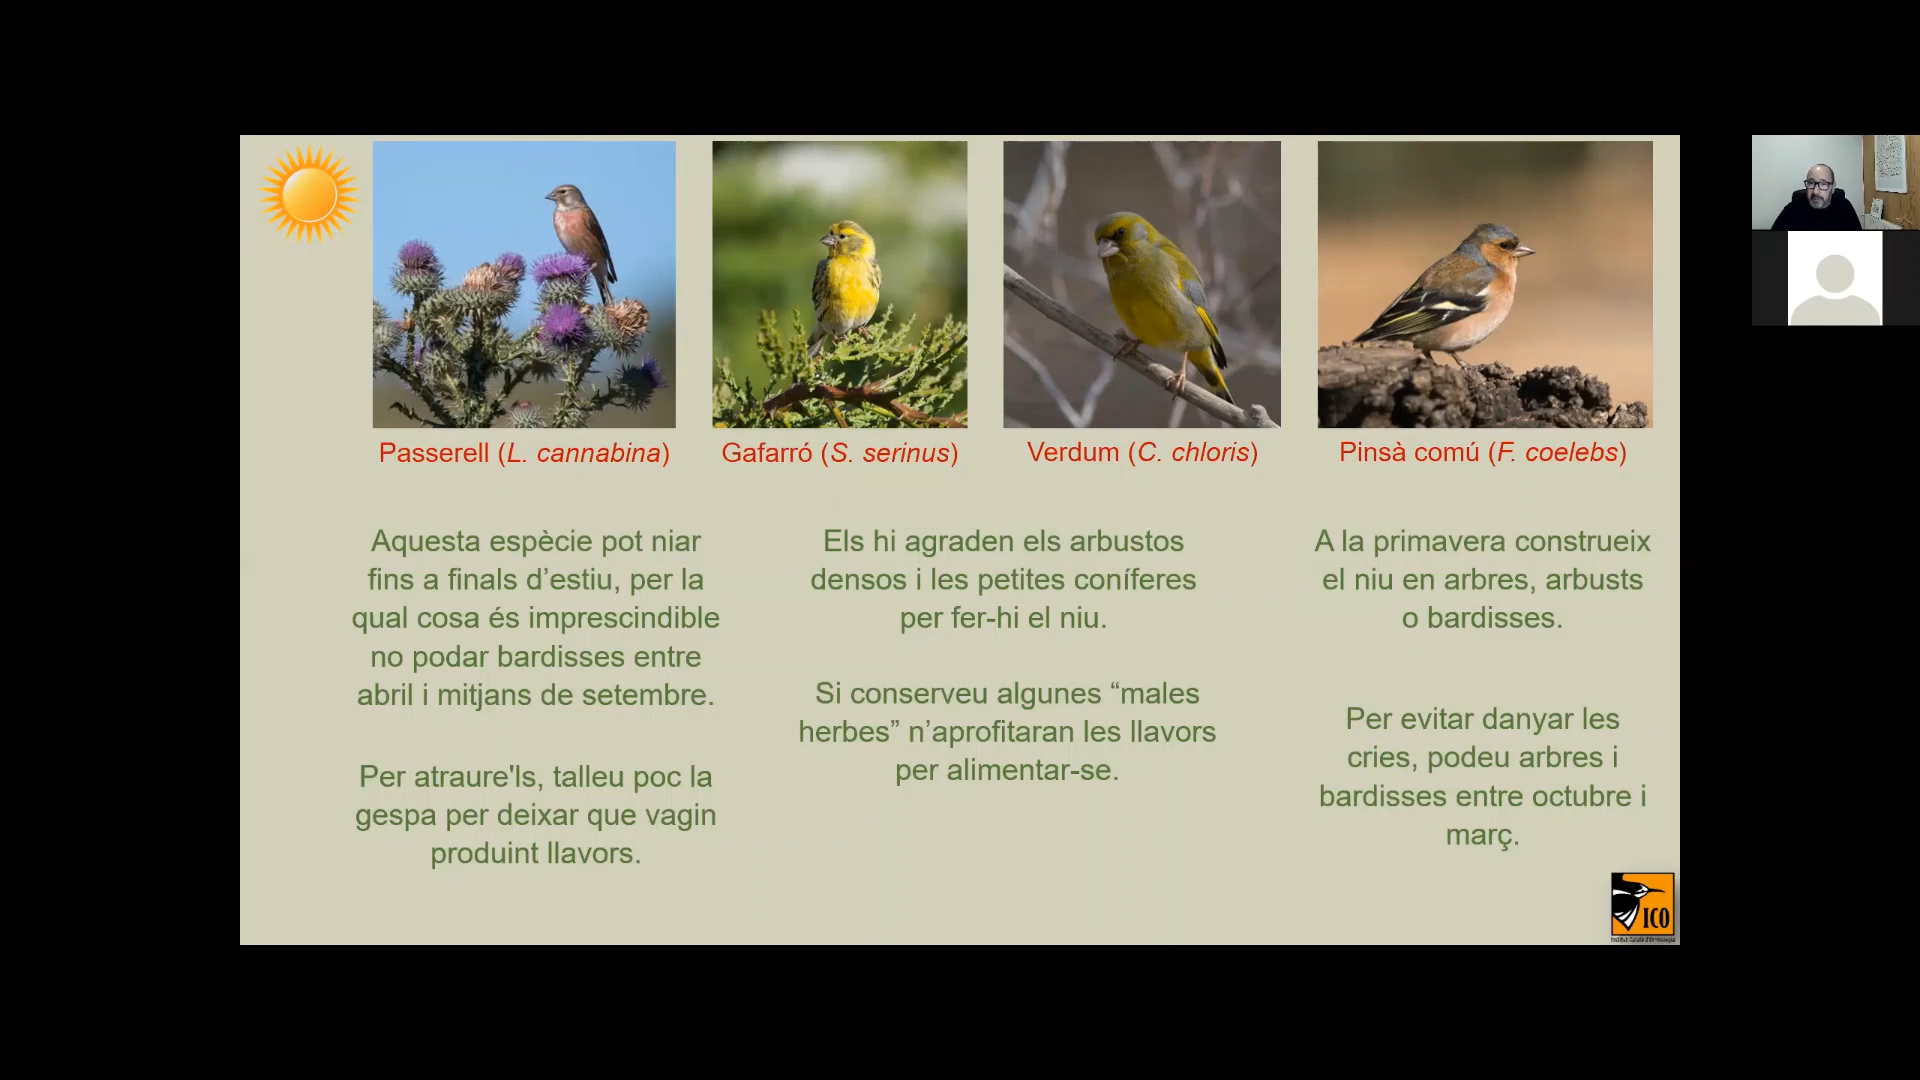 Passerell (L. cannabina)
Gafarró (S. serinus)
Verdum (C. chloris)
Pinsà comú (F. coelebs)
Aquesta espècie pot niar
fins a finals d’estiu, per la
qual cosa és imprescindible
no podar bardisses entre
abril i mitjans de setembre.
Per atraure'ls, talleu poc la
gespa per deixar que vagin
produint llavors.
Els hi agraden els arbustos
densos i les petites coníferes
per fer-hi el niu.
Si conserveu algunes “males
herbes” n’aprofitaran les llavors
per alimentar-se.
A la primavera construeix
el niu en arbres, arbusts
o bardisses.
Per evitar danyar les
cries, podeu arbres i
bardisses entre octubre i
març.
ICO
Institut Català d'Ornitologia